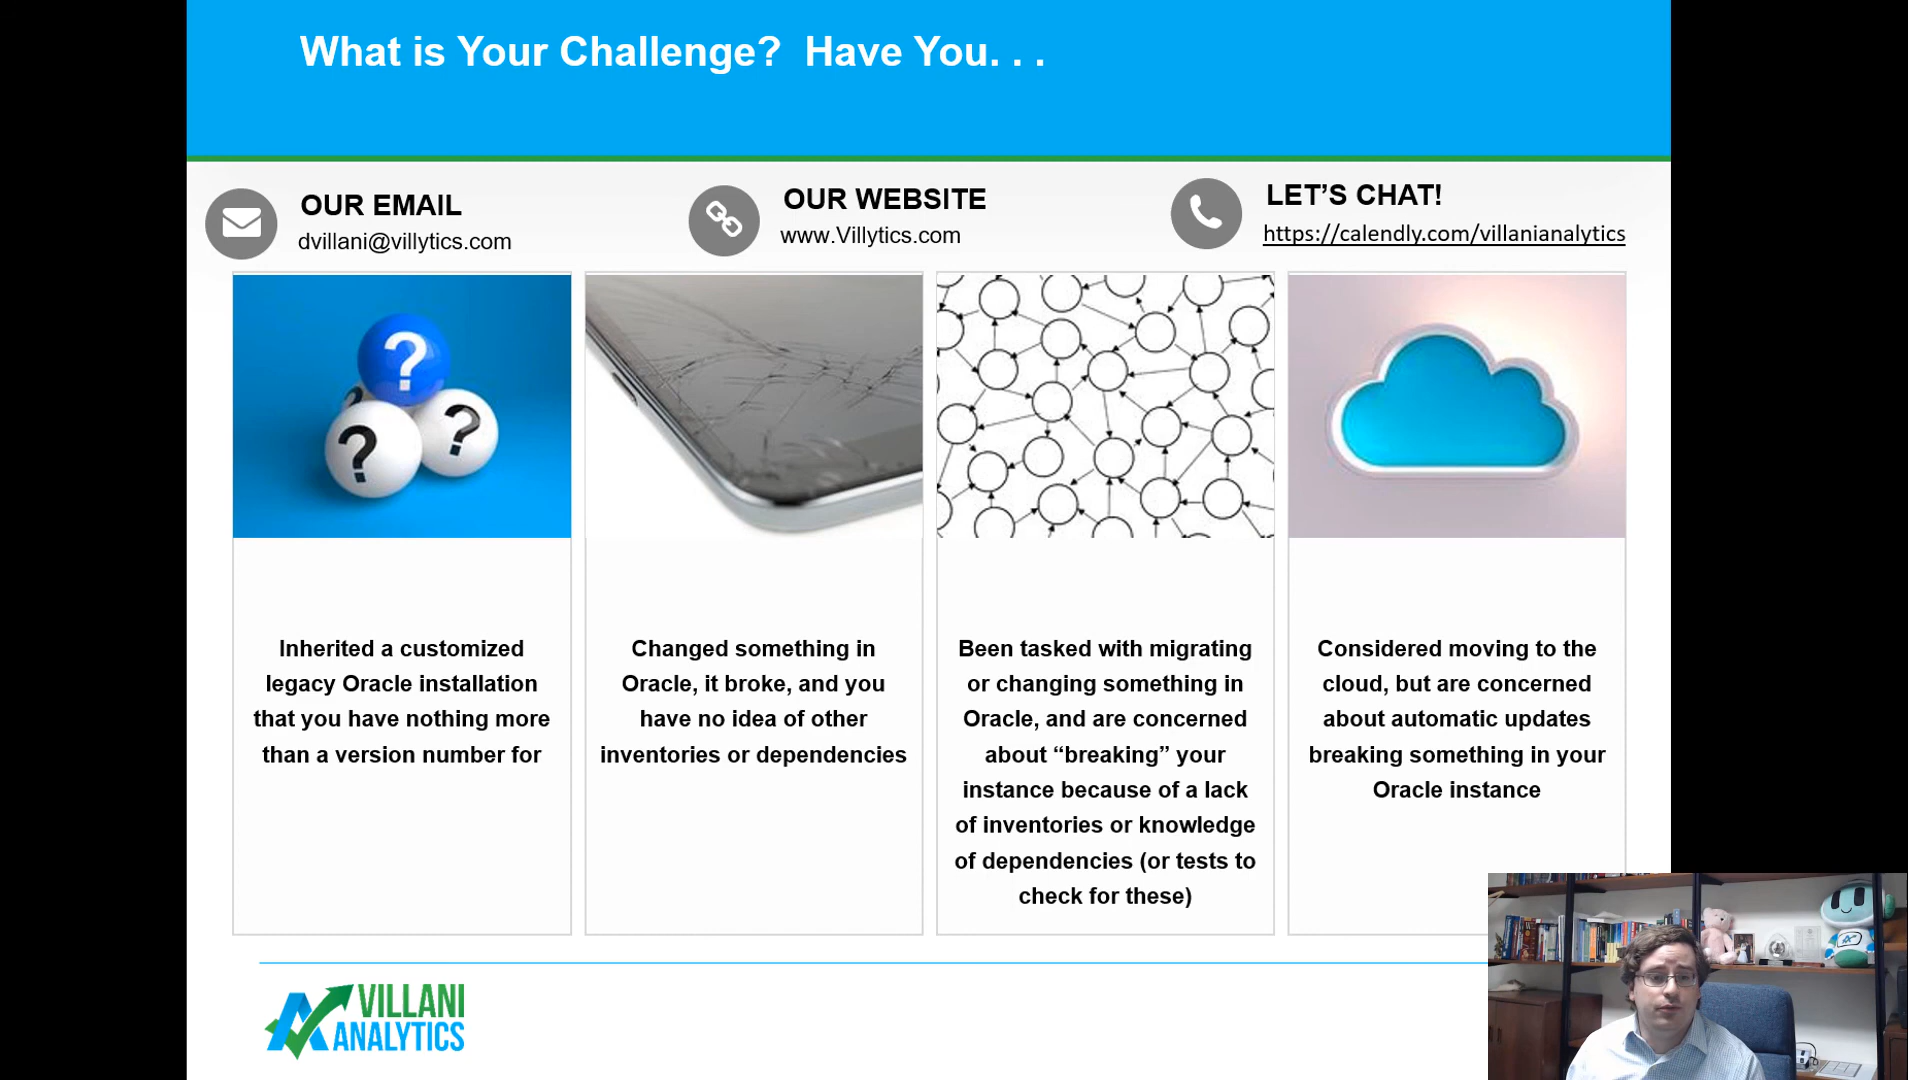 What is Your Challenge?  Have You. . .
OUR EMAIL
dvillani@villytics.com
OUR WEBSITE
www.Villytics.com
LET’S CHAT!
https://calendly.com/villanianalytics
?
?
?
?
Inherited a customized
legacy Oracle installation
that you have nothing more
than a version number for
Changed something in
Oracle, it broke, and you
have no idea of other
inventories or dependencies
Been tasked with migrating
or changing something in
Oracle, and are concerned
about “breaking” your
instance because of a lack
of inventories or knowledge
of dependencies (or tests to
check for these)
Considered moving to the
cloud, but are concerned
about automatic updates
breaking something in your
Oracle instance
VILLANI
ANALYTICS